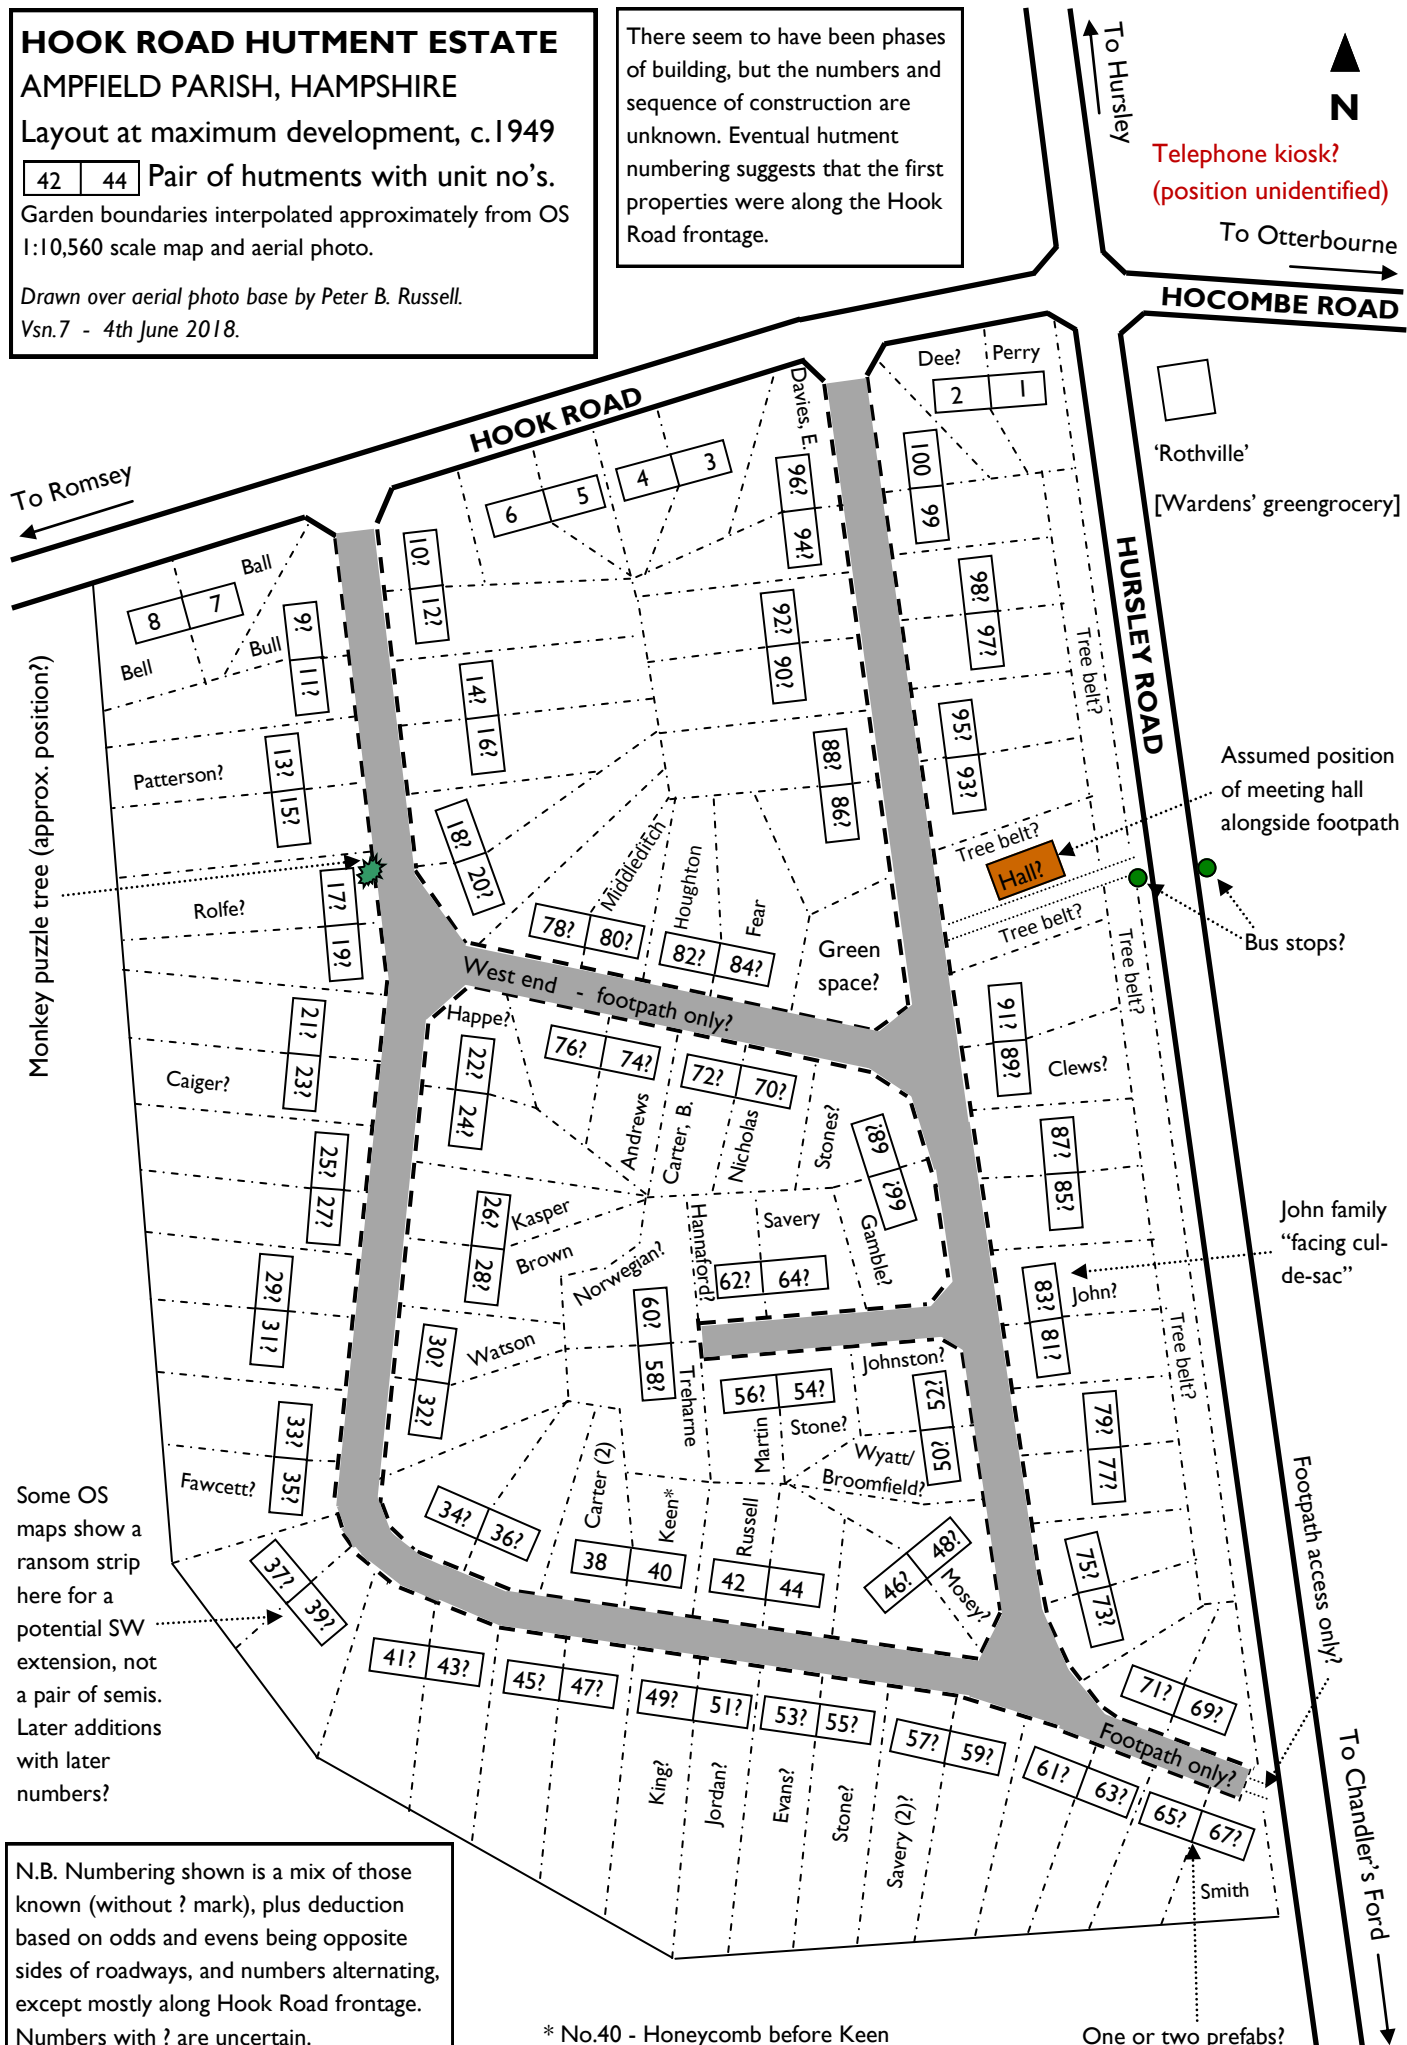 HOOK ROAD HUTMENT ESTATE
AMPFIELD PARISH, HAMPSHIRE
Layout at maximum development, c.1949
42 44 Pair of hutments with unit no's.
Garden boundaries interpolated approximately from OS
1:10,560 scale map and aerial photo.
Drawn over aerial photo base by Peter B. Russell.
Vsn.7 - 4th June 2018.
There seem to have been phases
of building, but the numbers and
sequence of construction are
unknown. Eventual hutment
numbering suggests that the first
properties were along the Hook
Road frontage.
To Hursley
N
Telephone kiosk?
(position unidentified)
To Otterbourne
HOCOMBE ROAD
HOOK ROAD
To Romsey
'Rothville'
[Wardens' greengrocery]
HURSLEY ROAD
Dee?
Perry
2
1
Davies, E.
3
4
5
6
96?
94?
100
99
10?
12?
Ball
7
8
Bell
Bull
9?
11?
98?
97?
92?
90?
Tree belt?
14?
16?
95?
93?
88?
86?
Patterson?
13?
15?
Monkey puzzle tree (approx. position?)
Assumed position
of meeting hall
alongside footpath
18?
20?
Tree belt?
Hall?
Tree belt?
Tree belt?
Bus stops?
Rolfe?
17?
19?
Middleditch
Houghton
Fear
78?
80?
82?
84?
Green
space?
West end - footpath only?
Happe?
21?
23?
Caiger?
22?
24?
76?
74?
72?
70?
91?
89?
Clews?
Andrews
Carter, B.
Nicholas
Stones?
68?
66?
87?
85?
25?
27?
26?
28?
Kasper
Brown
Norwegian?
Hannaford?
Savery
Gamble?
62?
64?
John family
"facing cul-
de-sac"
83?
81?
John?
Tree belt?
29?
31?
30?
32?
Watson
60?
58?
Treharne
56?
54?
Johnston?
52?
50?
Martin
Stone?
Wyatt/
Broomfield?
79?
77?
33?
35?
Fawcett?
Some OS
maps show a
ransom strip
here for a
potential SW
extension, not
a pair of semis.
Later additions
with later
numbers?
34?
36?
Carter (2)
Keen*
Russell
38
40
42
44
46?
48?
Mosey?
75?
73?
Footpath access only?
37?
39?
41?
43?
45?
47?
49?
51?
53?
55?
57?
59?
61?
63?
65?
67?
71?
69?
Footpath only?
King?
Jordan?
Evans?
Stone?
Savery (2)?
Smith
To Chandler's Ford
N.B. Numbering shown is a mix of those
known (without ? mark), plus deduction
based on odds and evens being opposite
sides of roadways, and numbers alternating,
except mostly along Hook Road frontage.
Numbers with ? are uncertain.
* No.40 - Honeycomb before Keen
One or two prefabs?